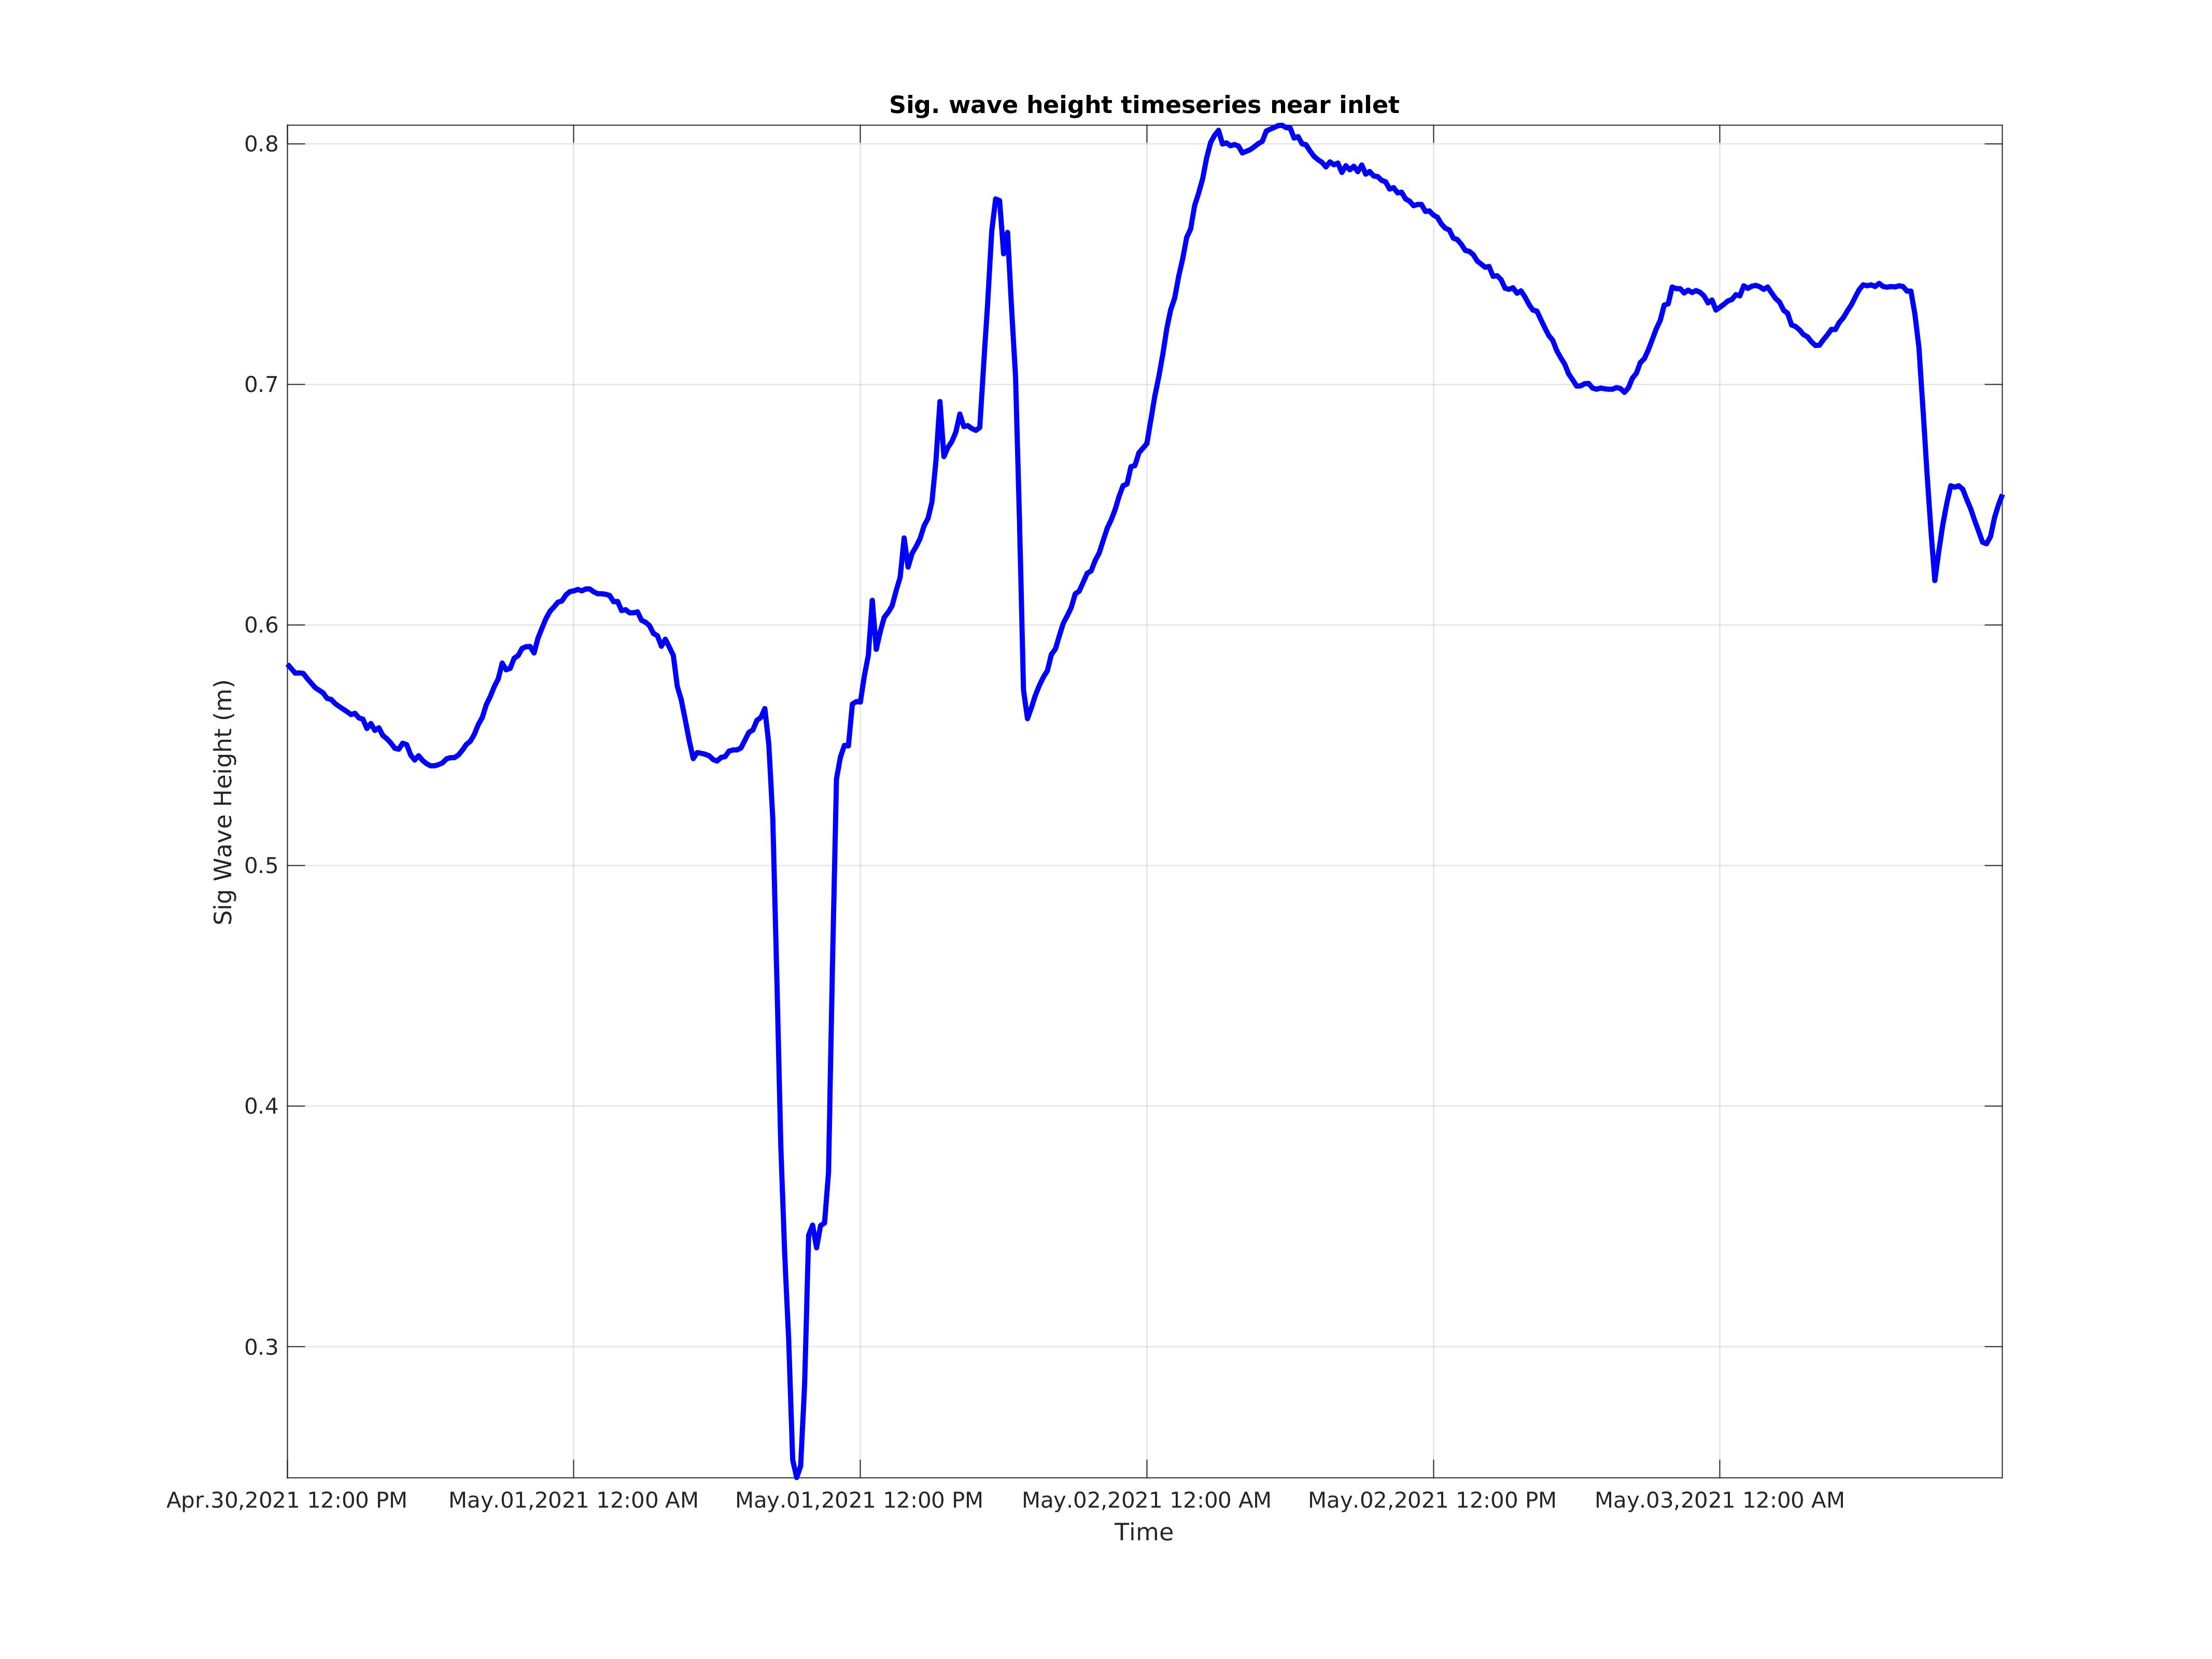 Sig. wave height timeseries near inlet
0.8
0.7
0.6
0.5
0.4
0.3
Sig Wave Height (m)
Apr.30,2021 12:00 PM May.01,2021 12:00 AM May.01,2021 12:00 PM May.02,2021 12:00 AM May.02,2021 12:00 PM May.03,2021 12:00 AM
Time